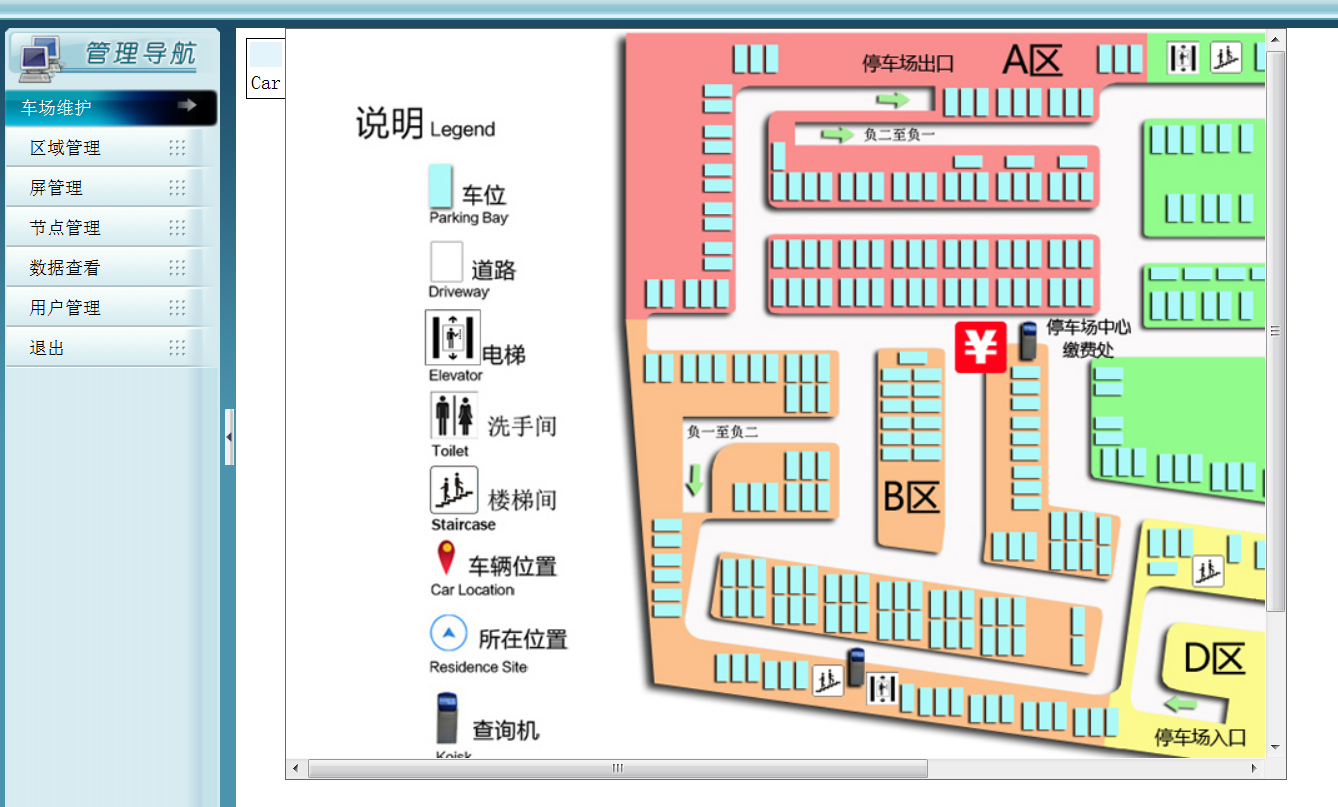 管理导航
车场维护
区域管理
屏管理
节点管理
数据查看
用户管理
退出
Car
说明 Legend
车位
Parking Bay
道路
Driveway
电梯
Elevator
洗手间
Toilet
楼梯间
Staircase
车辆位置
Car Location
所在位置
Residence Site
查询机
Koisk
停车场出口
A区
负二至负一
¥
停车场中心
缴费处
负一至负二
B区
D区
停车场入口